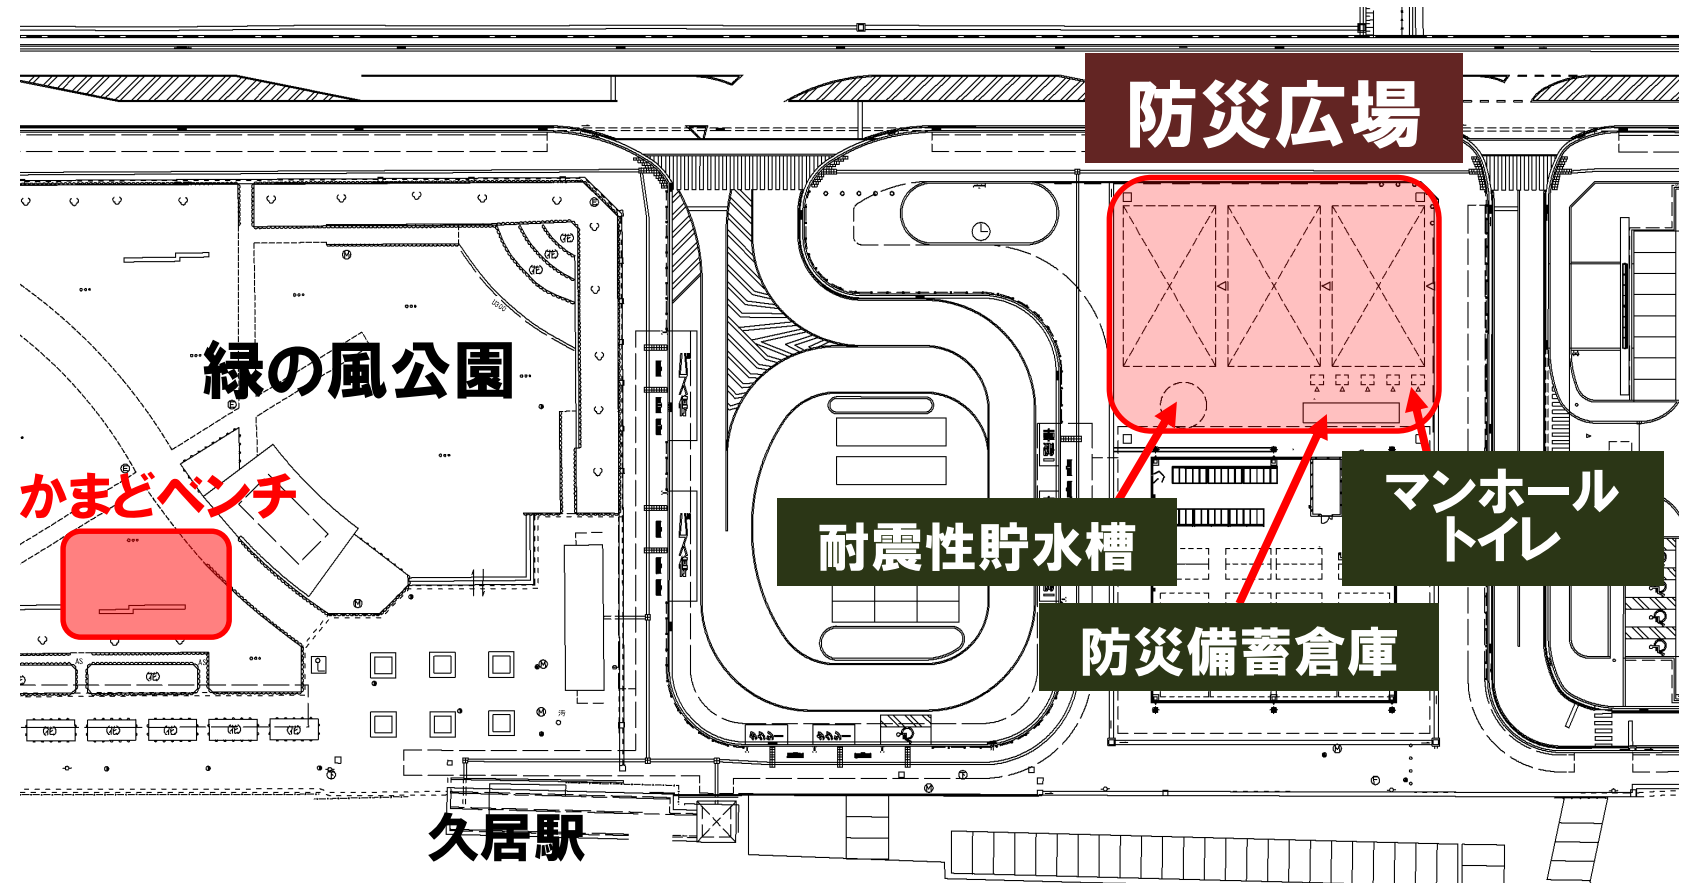 防災広場
緑の風公園
かまどベンチ
耐震性貯水槽
マンホール
トイレ
防災備蓄倉庫
久居駅